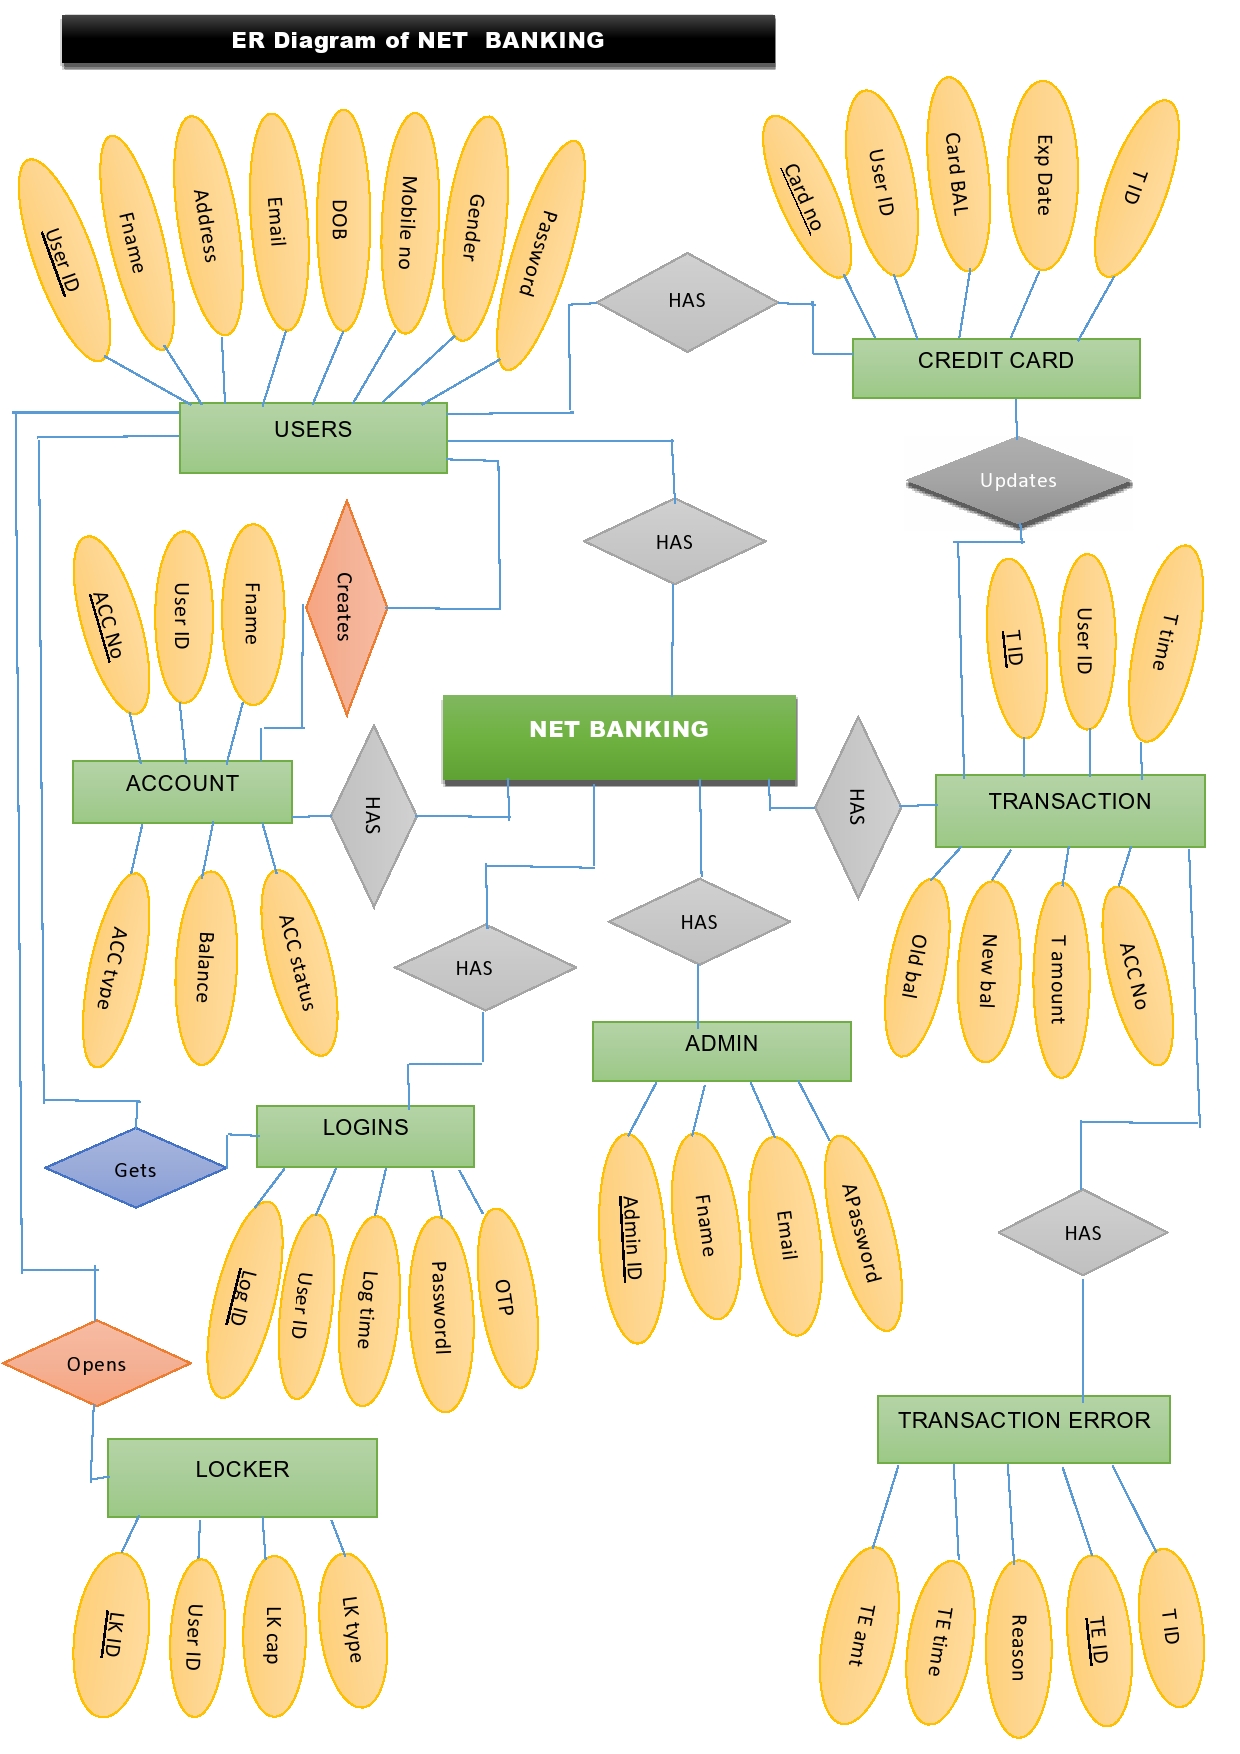 ER Diagram of NET  BANKING
User ID
Fname
Address
Email
DOB
Mobile no
Gender
Password
Card no
User ID
Card BAL
Exp Date
T ID
HAS
CREDIT CARD
USERS
Updates
HAS
ACC No
User ID
Fname
Creates
T ID
User ID
T time
NET BANKING
ACCOUNT
HAS
HAS
TRANSACTION
ACC type
Balance
ACC status
HAS
HAS
Old bal
New bal
T amount
ACC No
ADMIN
LOGINS
Gets
Admin ID
Fname
Email
APassword
HAS
Log ID
User ID
Log time
Passwordl
OTP
Opens
TRANSACTION ERROR
LOCKER
LK ID
User ID
LK cap
LK type
TE amt
TE time
Reason
TE ID
T ID